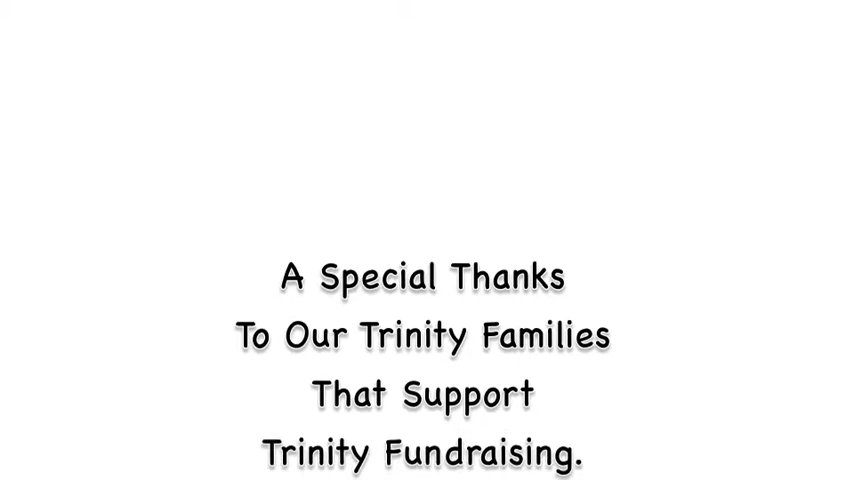 A Special Thanks
To Our Trinity Families
That Support
Trinity Fundraising.